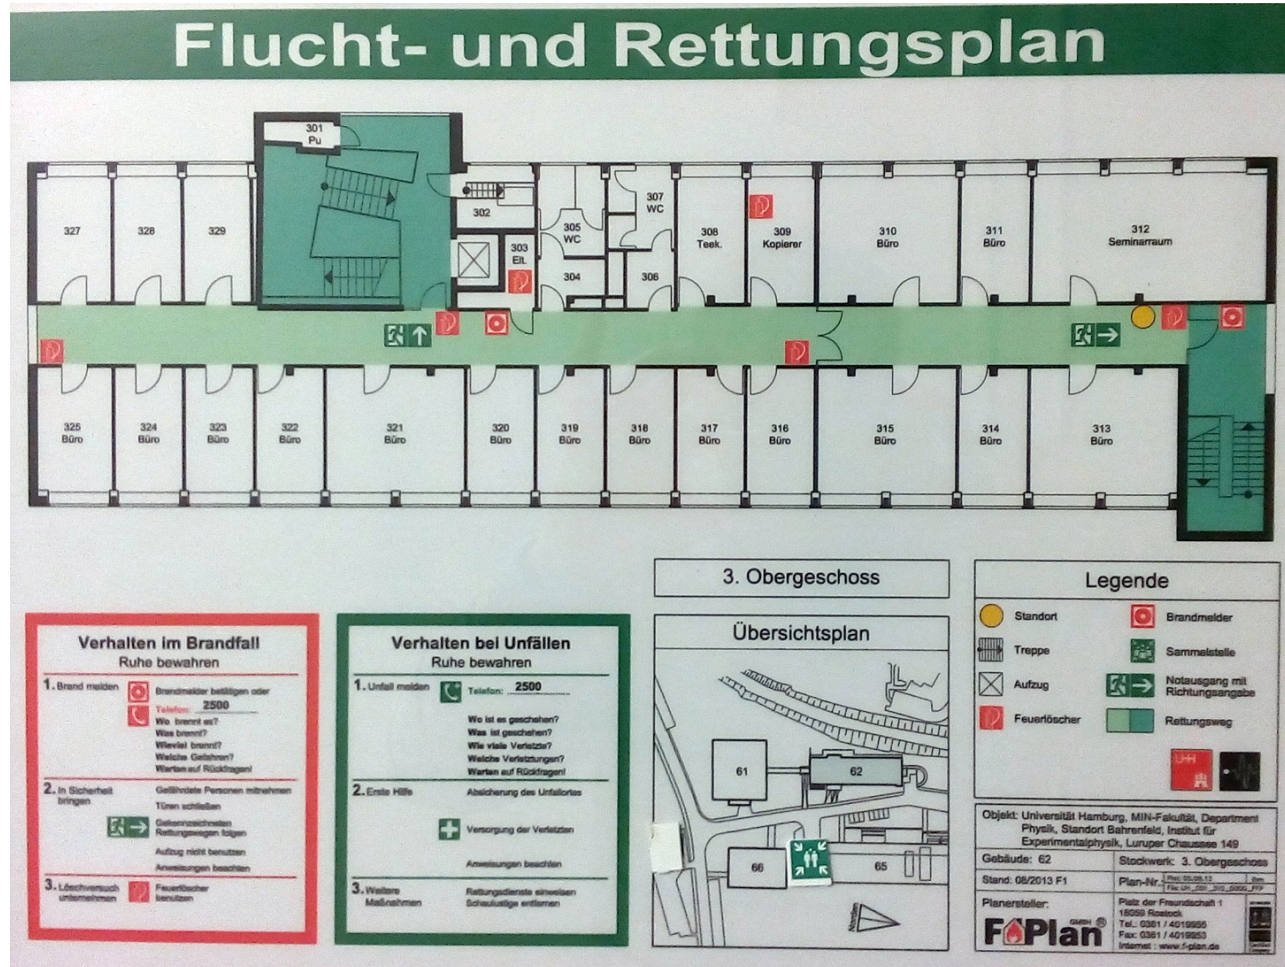 Flucht- und Rettungsplan
301
Pu
327
328
329
302
303
Elt.
305
WC
304
307
WC
306
308
Teek.
309
Kopierer
310
Büro
311
Büro
312
Seminarraum
325
Büro
324
Büro
323
Büro
322
Büro
321
Büro
320
Büro
319
Büro
318
Büro
317
Büro
316
Büro
315
Büro
314
Büro
313
Büro
3. Obergeschoss
Verhalten im Brandfall
Ruhe bewahren
1. Brand melden
Brandmelder betätigen oder
Telefon: 2500
Wo brennt es?
Was brennt?
Wieviel brennt?
Welche Gefahren?
Warten auf Rückfragen!
2. In Sicherheit
bringen
Gefährdete Personen mitnehmen
Türen schließen
Gekennzeichneten
Rettungswegen folgen
Aufzug nicht benutzen
Anweisungen beachten
3. Löschversuch
unternehmen
Feuerlöscher
benutzen
Verhalten bei Unfällen
Ruhe bewahren
1. Unfall melden
Telefon: 2500
Wo ist es geschehen?
Was ist geschehen?
Wie viele Verletzte?
Welche Verletzungen?
Warten auf Rückfragen!
2. Erste Hilfe
Absicherung des Unfallortes
Versorgung der Verletzten
Anweisungen beachten
3. Weitere
Maßnahmen
Rettungsdienste einweisen
Schaulustige entfernen
Übersichtsplan
61
62
66
65
Norden
Legende
Standort
Brandmelder
Treppe
Sammelstelle
Aufzug
Notausgang mit
Richtungsangabe
Feuerlöscher
Rettungsweg
Objekt: Universität Hamburg, MIN-Fakultät, Department
Physik, Standort Bahrenfeld, Institut für
Experimentalphysik, Luruper Chaussee 149
Gebäude: 62
Stockwerk: 3. Obergeschoss
Stand: 08/2013 F1
Plan-Nr.:
Planersteller:
F Plan GMBH ®
Platz der Freundschaft 1
18059 Rostock
Tel.: 0381 / 4019955
Fax: 0381 / 4019953
Internet : www.f-plan.de